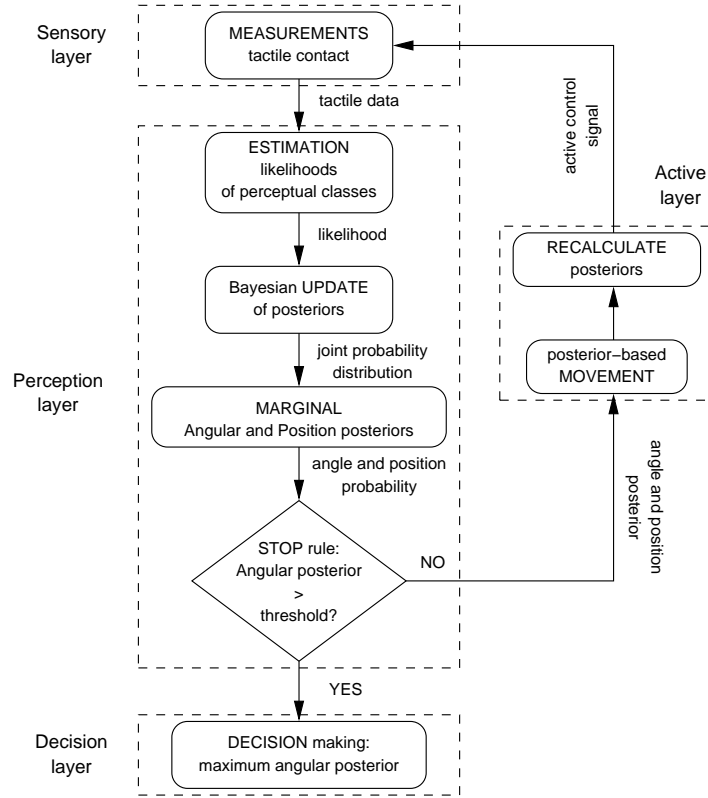 Sensory
layer
MEASUREMENTS
tactile contact
tactile data
ESTIMATION
likelihoods
of perceptual classes
likelihood
Bayesian UPDATE
of posteriors
joint probability
distribution
Perception
layer
MARGINAL
Angular and Position posteriors
angle and position
probability
STOP rule:
Angular posterior
>
threshold?
NO
YES
Decision
layer
DECISION making:
maximum angular posterior
active control
signal
Active
layer
RECALCULATE
posteriors
posterior−based
MOVEMENT
angle and position
posterior